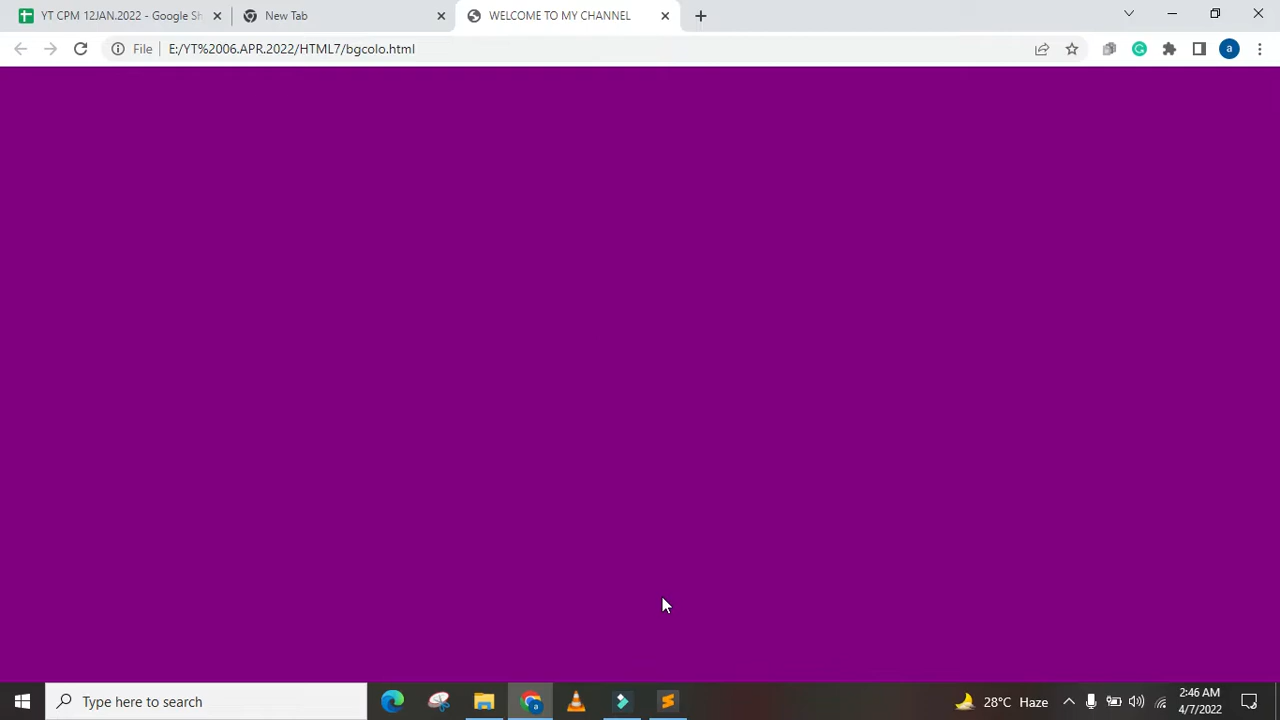 YT CPM 12JAN.2022 - Google Sh
New Tab
WELCOME TO MY CHANNEL
File
E:/YT%2006.APR.2022/HTML7/bgcolo.html
a
Type here to search
a
28°C Haze
2:46 AM
4/7/2022